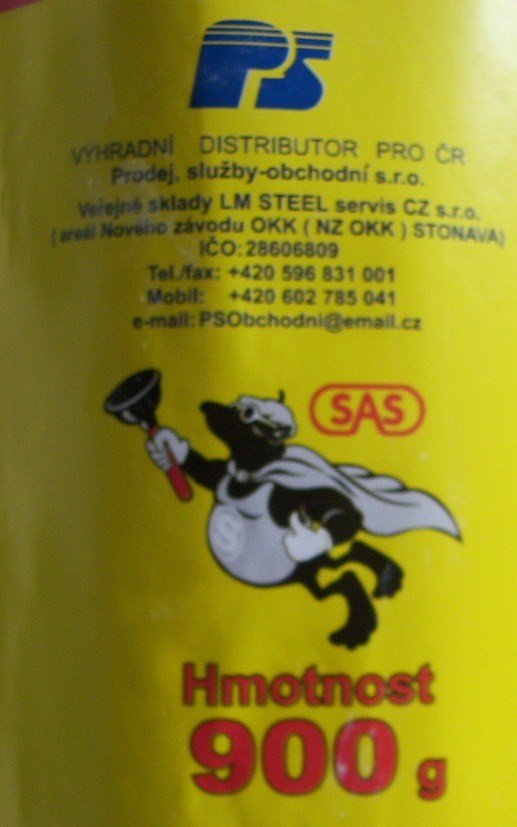 PS
VÝHRADNÍ DISTRIBUTOR PRO ČR
Prodej, služby-obchodní s.r.o.
Veřejné sklady LM STEEL servis CZ s.r.o.
( areál Nového závodu OKK ( NZ OKK ) STONAVA)
IČO: 28606809
Tel./fax: +420 596 831 001
Mobil: +420 602 785 041
e-mail: PSObchodni@email.cz
SAS
S
Hmotnost
900 g